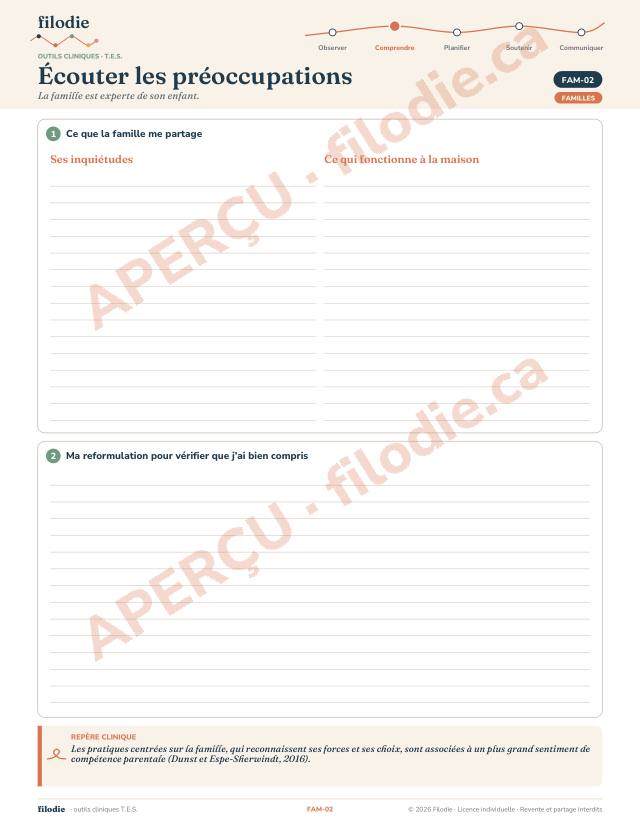 filodie
OUTILS CLINIQUES · T.E.S.
Observer
Comprendre
Planifier
Soutenir
Communiquer
Écouter les préoccupations
La famille est experte de son enfant.
FAM-02
FAMILLES
1 Ce que la famille me partage
Ses inquiétudes
Ce qui fonctionne à la maison
APERÇU · filodie.ca
2 Ma reformulation pour vérifier que j'ai bien compris
APERÇU · filodie.ca
REPÈRE CLINIQUE
Les pratiques centrées sur la famille, qui reconnaissent ses forces et ses choix, sont associées à un plus grand sentiment de
compétence parentale (Dunst et Espe-Sherwindt, 2016).
filodie · outils cliniques T.E.S.
FAM-02
© 2026 Filodie · Licence individuelle · Revente et partage interdits